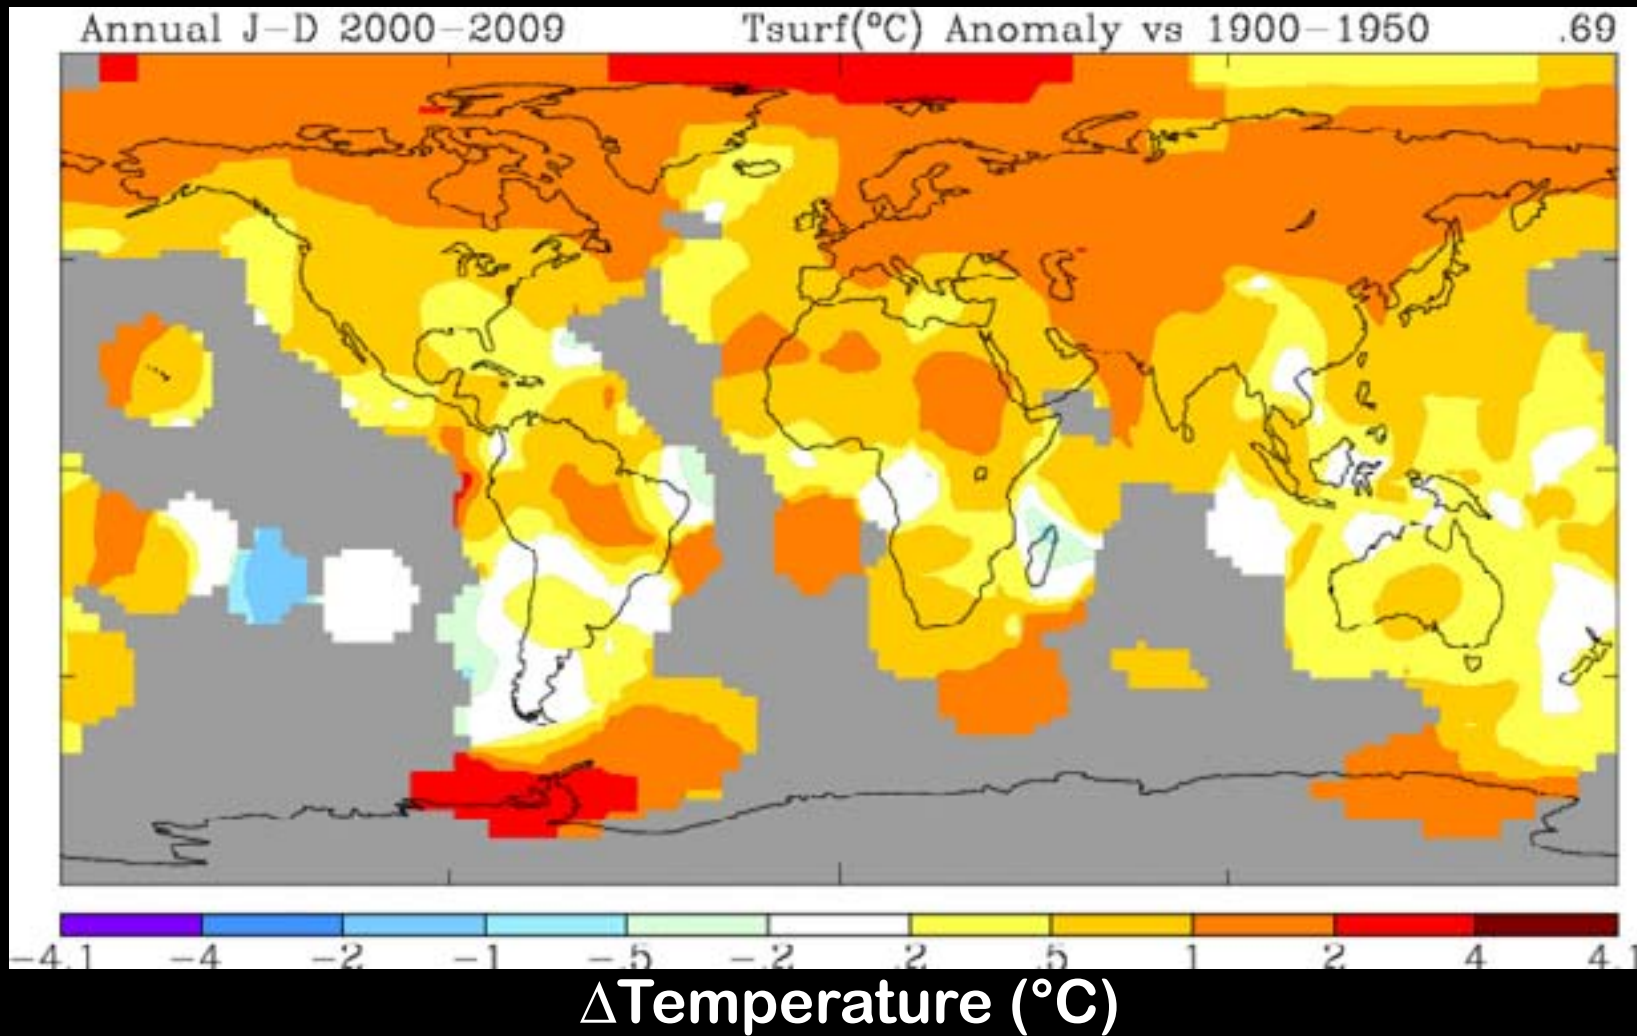 Annual J-D 2000-2009 Tsurf(ºC) Anomaly vs 1900-1950 .69
-4.1 -4 -2 -1 -.5 -.2 .2 .5 1 2 4 4.1
ΔTemperature (°C)